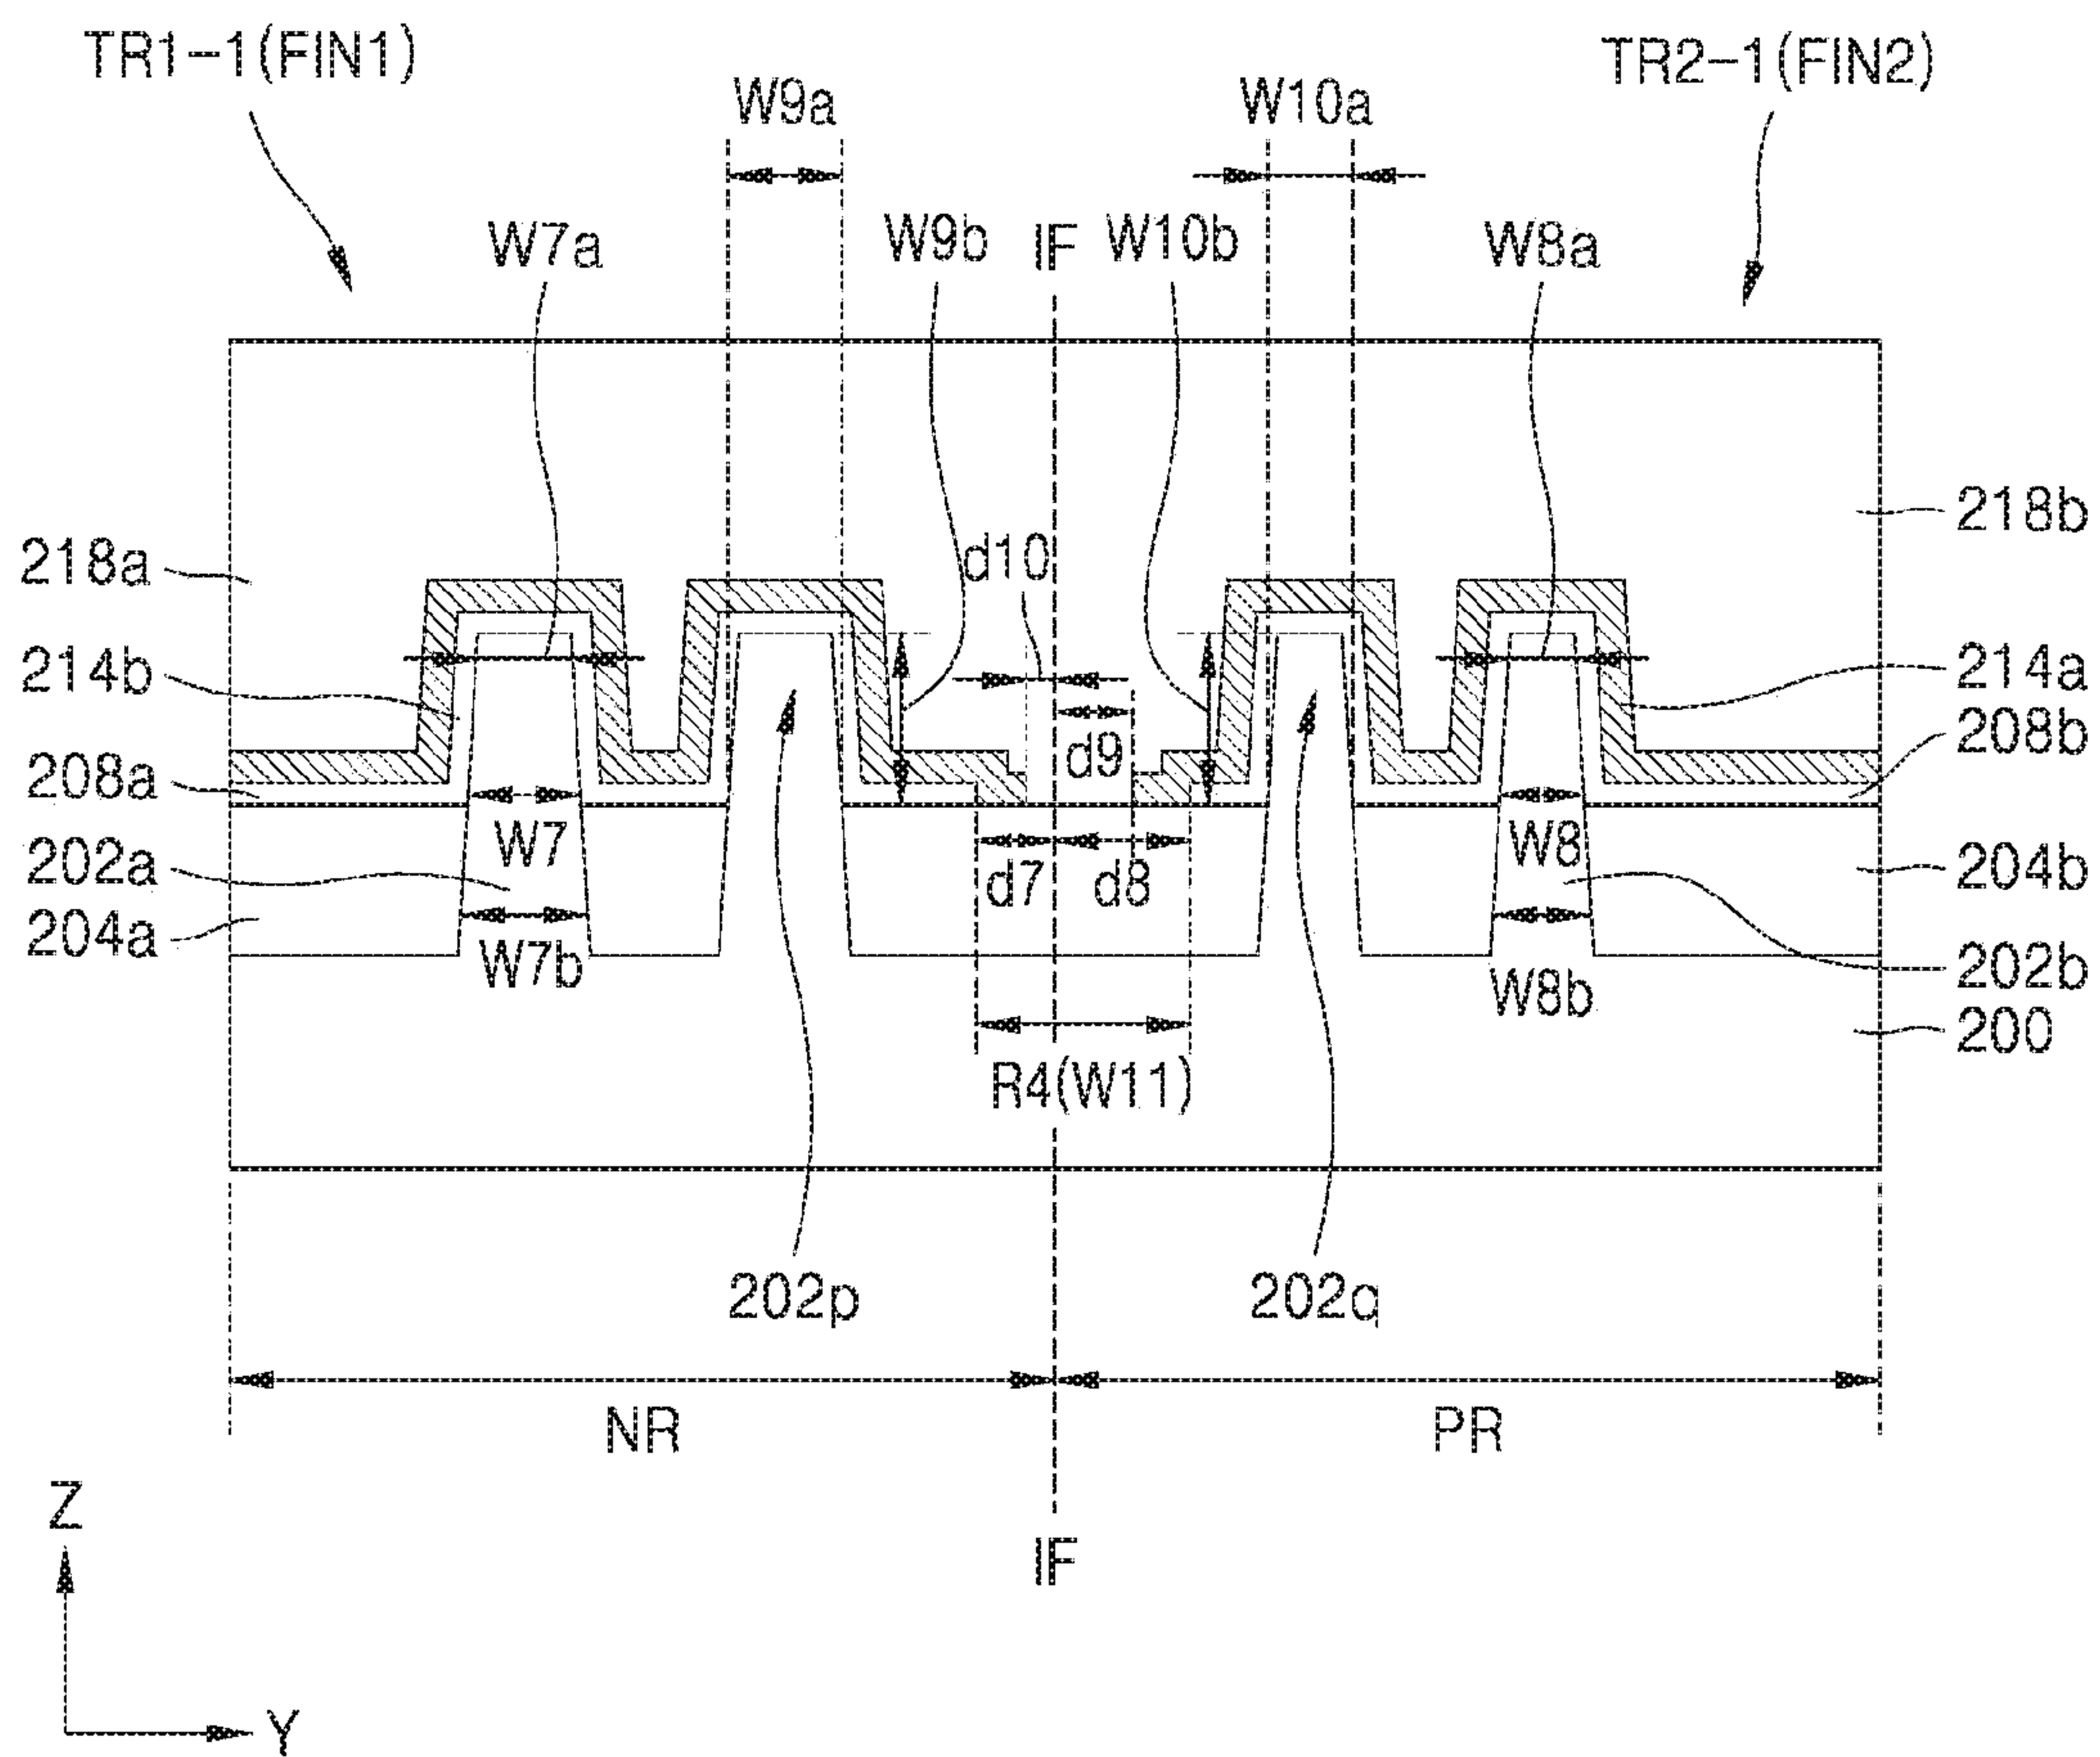 TR1-1(FIN1)
TR2-1(FIN2)
W9a
W10a
W7a
W9b
IF
W10b
W8a
218b
d10
218a
214b
214a
d9
208b
208a
W7
W8
202a
d7
d8
204b
204a
W7b
W8b
202b
200
R4(W11)
202p
202q
NR
PR
Z
IF
Y